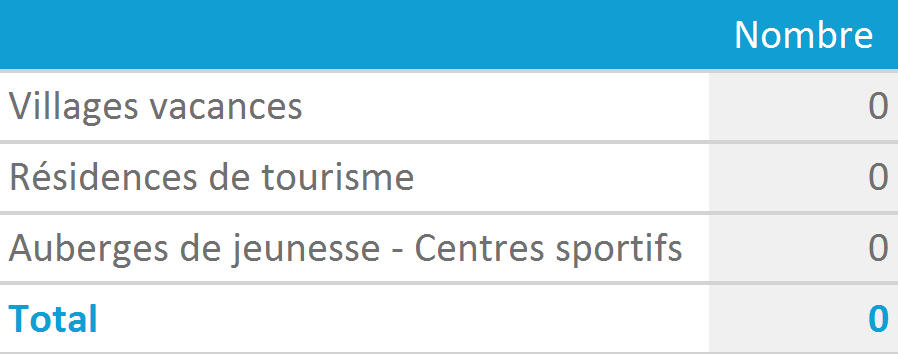 Nombre
Villages vacances 0
Résidences de tourisme 0
Auberges de jeunesse - Centres sportifs 0
Total 0